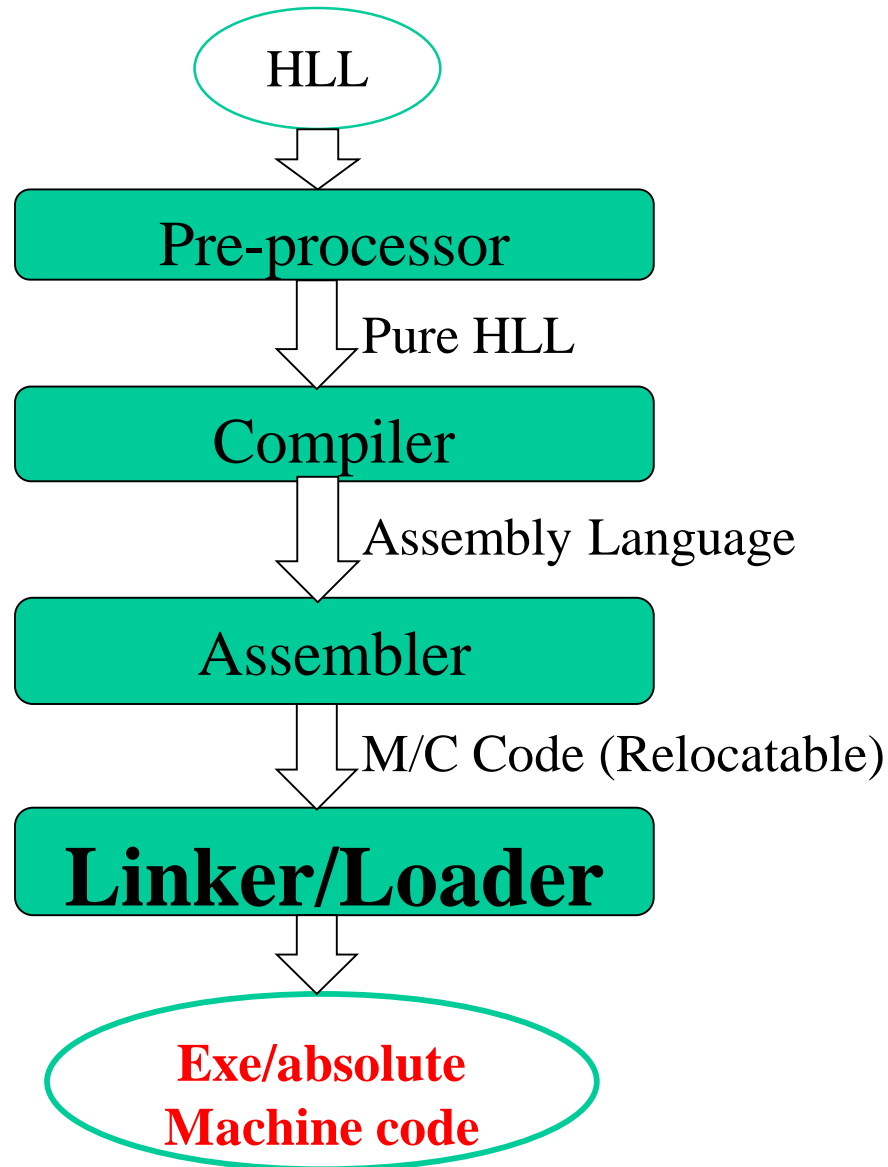 HLL
Pre-processor
Pure HLL
Compiler
Assembly Language
Assembler
M/C Code (Relocatable)
Linker/Loader
Exe/absolute
Machine code